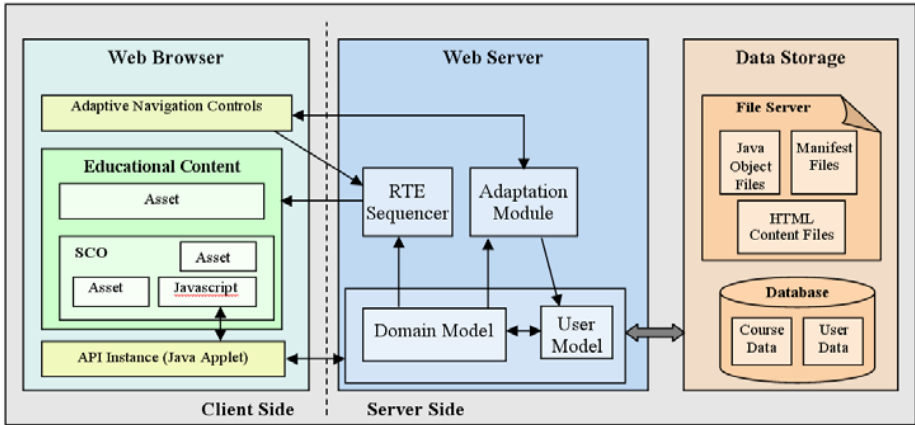 Web Browser
Adaptive Navigation Controls
Educational Content
Asset
SCO
Asset
Asset
Javascript
API Instance (Java Applet)
Client Side
Web Server
RTE
Sequencer
Adaptation
Module
Domain Model
User
Model
Server Side
Data Storage
File Server
Java
Object
Files
Manifest
Files
HTML
Content Files
Database
Course
Data
User
Data